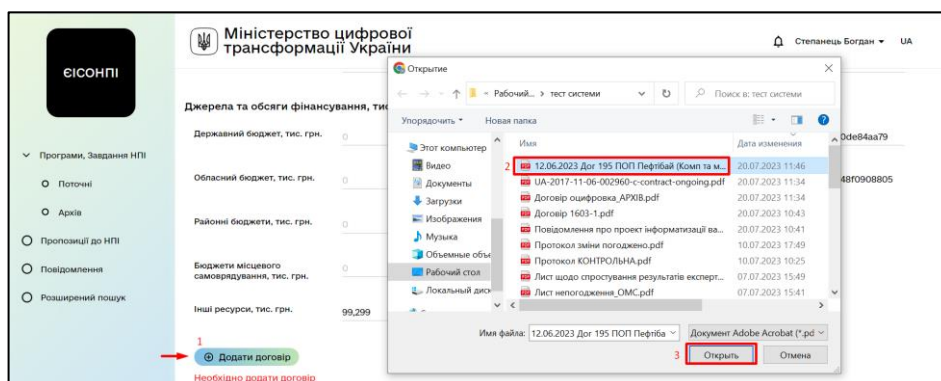 Міністерство цифрової
трансформації України
Степанець Богдан
UA
ЄІСОНПІ
Програми, Завдання НПІ
Поточні
Архів
Пропозиції до НПІ
Повідомлення
Розширений пошук
Джерела та обсяги фінансування, тис
Державний бюджет, тис. грн.
0
0de84aa79
Обласний бюджет, тис. грн.
0
48f0908805
Районні бюджети, тис. грн.
0
Бюджети місцевого
самоврядування, тис. грн.
0
Інші ресурси, тис. грн.
99,299
1
Додати договір
Необхідно додати договір
Открытие
« Рабочий... › тест системи
Поиск в: тест системи
Упорядочить
Новая папка
Этот компьютер
Видео
Документы
Загрузки
Изображения
Музыка
Объемные объе
Рабочий стол
Локальный диск
Имя
Дата изменения
2
12.06.2023 Дог 195 ПОП Пефтібай (Комп та м...
20.07.2023 11:46
UA-2017-11-06-002960-c-contract-ongoing.pdf
20.07.2023 11:34
Договір оцифровка_АРХІВ.pdf
20.07.2023 11:34
Договір 1603-1.pdf
20.07.2023 10:43
Повідомлення про проект інформатизації ва...
20.07.2023 10:41
Протокол зміни погоджено.pdf
10.07.2023 17:49
Протокол КОНТРОЛЬНА.pdf
10.07.2023 10:25
Лист щодо спростування результатів експерт...
07.07.2023 15:49
Лист непогодження_ОМС.pdf
07.07.2023 15:41
Имя файла:
12.06.2023 Дог 195 ПОП Пефтіба
Документ Adobe Acrobat (*.pd
3
Открыть
Отмена